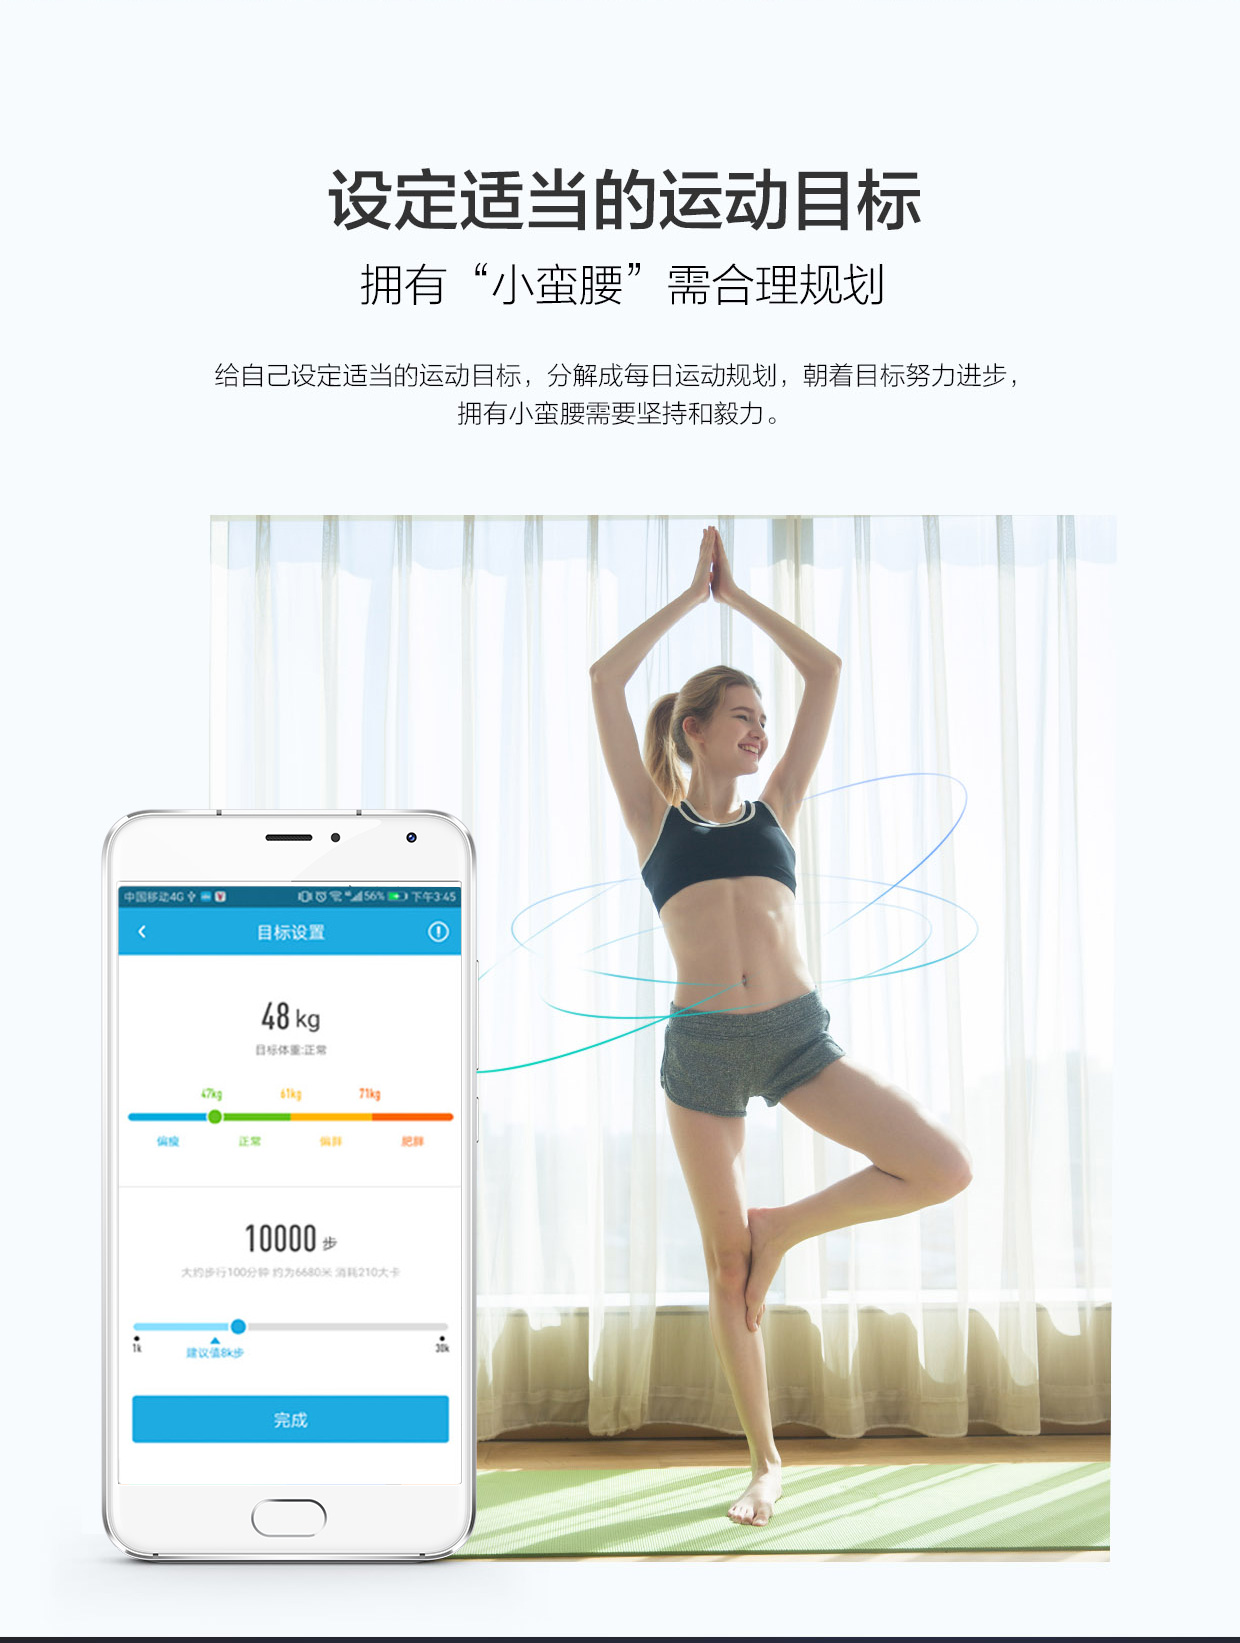 设定适当的运动目标
拥有“小蛮腰”需合理规划
给自己设定适当的运动目标，分解成每日运动规划，朝着目标努力进步，
拥有小蛮腰需要坚持和毅力。
中国移动4G 56% 下午3:45
目标设置
48 kg
目标体重:正常
47kg 61kg 71kg
偏瘦 正常 偏胖 肥胖
10000 步
大约步行100分钟 约为6680米 消耗210大卡
1k 30k
建议值8k步
完成